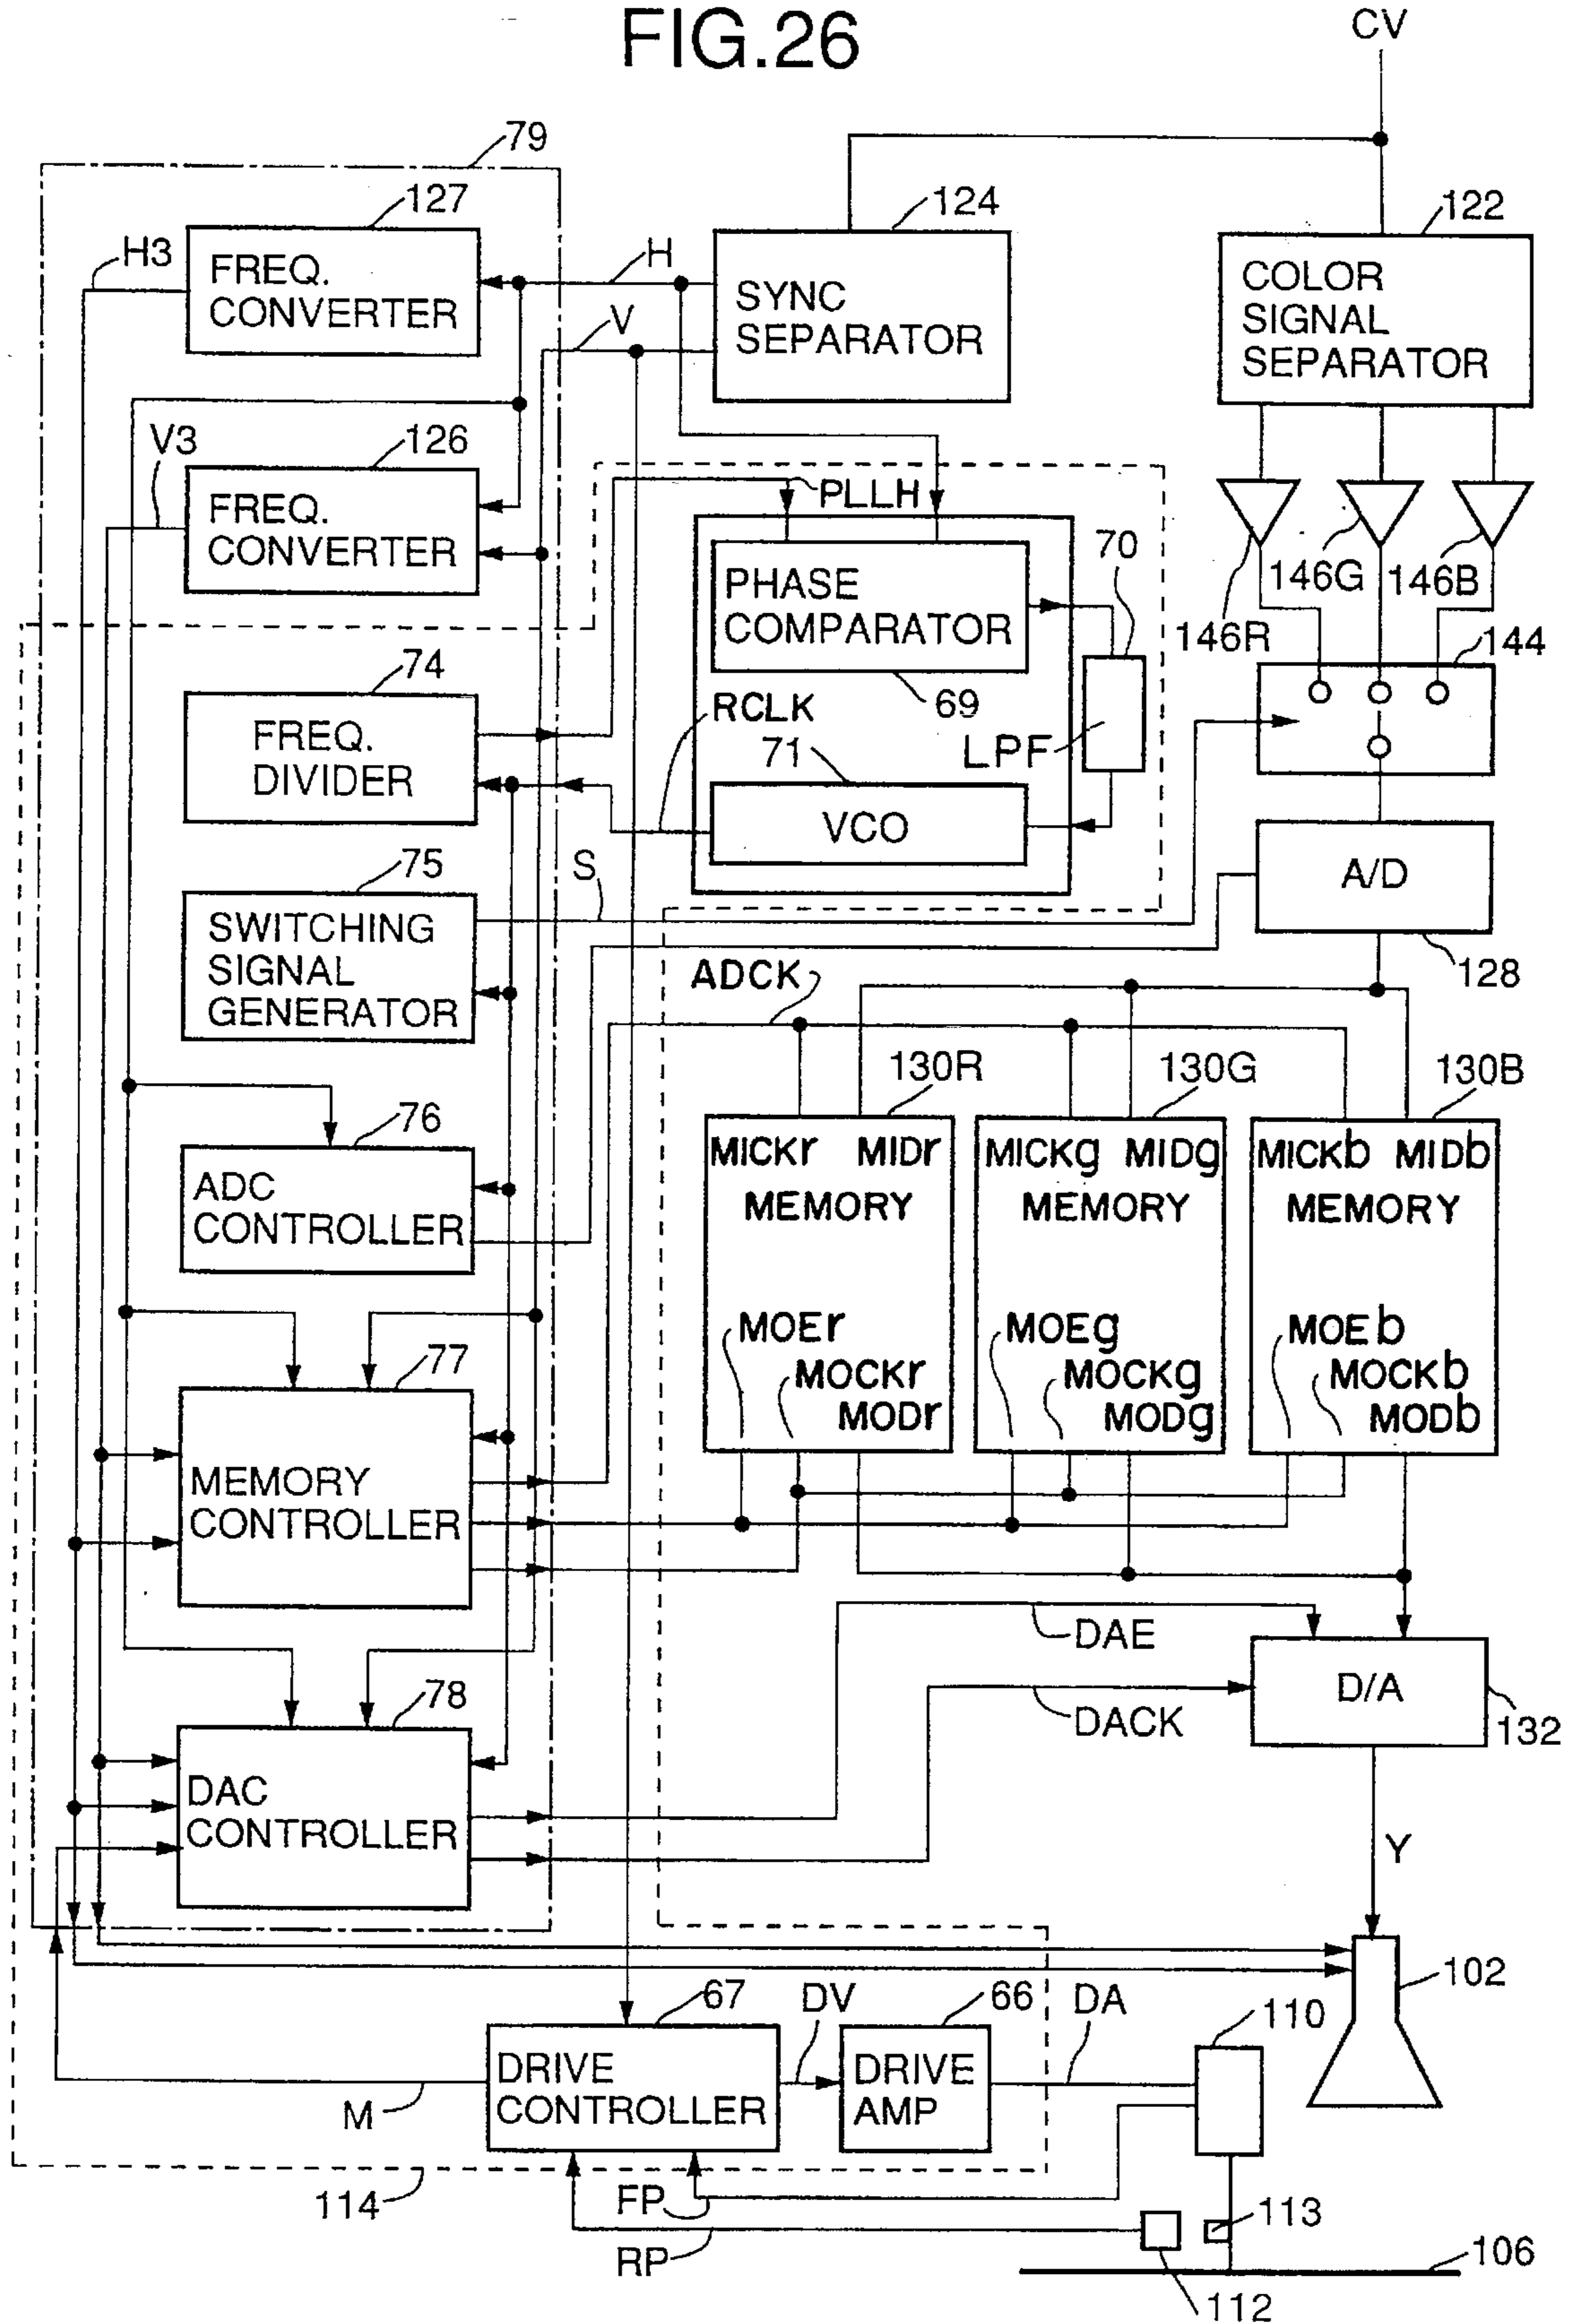 FIG.26
CV
79
127
124
122
H3
FREQ.
CONVERTER
H
V
SYNC
SEPARATOR
COLOR
SIGNAL
SEPARATOR
V3
126
FREQ.
CONVERTER
PLLH
146R
146G
146B
70
PHASE
COMPARATOR
69
144
74
FREQ.
DIVIDER
RCLK
71
LPF
VCO
A/D
128
75
S
SWITCHING
SIGNAL
GENERATOR
ADCK
130R
130G
130B
76
ADC
CONTROLLER
MICKr MIDr
MEMORY
MOEr
MOCKr
MODr
MICKg MIDg
MEMORY
MOEg
MOCKg
MODg
MICKb MIDb
MEMORY
MOEb
MOCKb
MODb
77
MEMORY
CONTROLLER
DAE
DACK
D/A
132
78
DAC
CONTROLLER
Y
102
67
DV
66
DA
110
DRIVE
CONTROLLER
DRIVE
AMP
M
114
FP
RP
113
112
106